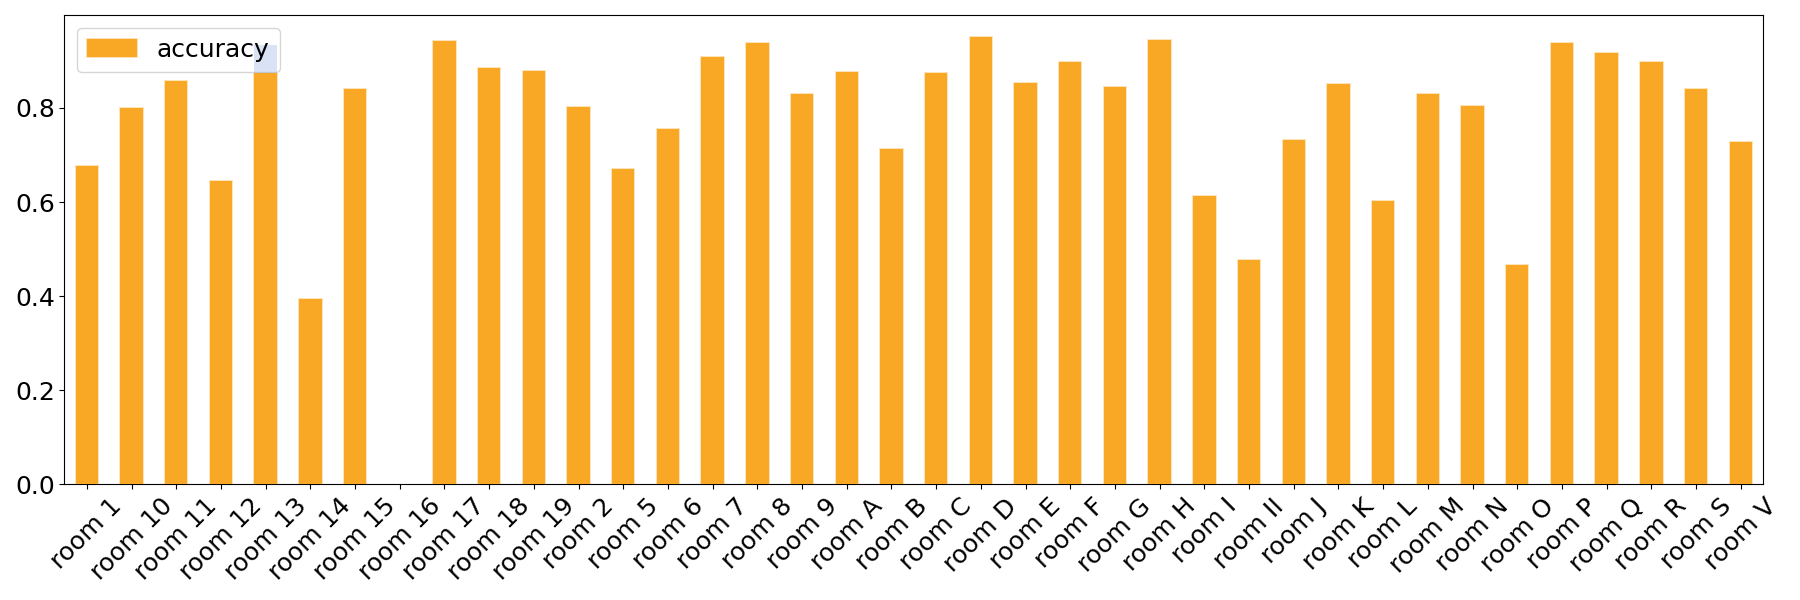 accuracy
0.8
0.6
0.4
0.2
0.0
room 1
room 10
room 11
room 12
room 13
room 14
room 15
room 16
room 17
room 18
room 19
room 2
room 5
room 6
room 7
room 8
room 9
room A
room B
room C
room D
room E
room F
room G
room H
room I
room II
room J
room K
room L
room M
room N
room O
room P
room Q
room R
room S
room V